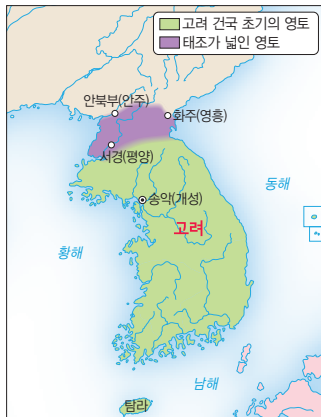 고려 건국 초기의 영토
태조가 넓인 영토
안북부(안주)
화주(영흥)
서경(평양)
동해
송악(개성)
고려
황해
남해
탐라